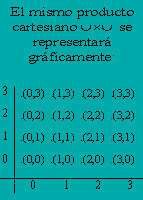 El mismo producto
cartesiano U×U se
representará
gráficamente
3 .(0,3) .(1,3) .(2,3) .(3,3)
2 .(0,2) .(1,2) .(2,2) .(3,2)
1 .(0,1) .(1,1) .(2,1) .(3,1)
0 .(0,0) .(1,0) .(2,0) .(3,0)
0 1 2 3